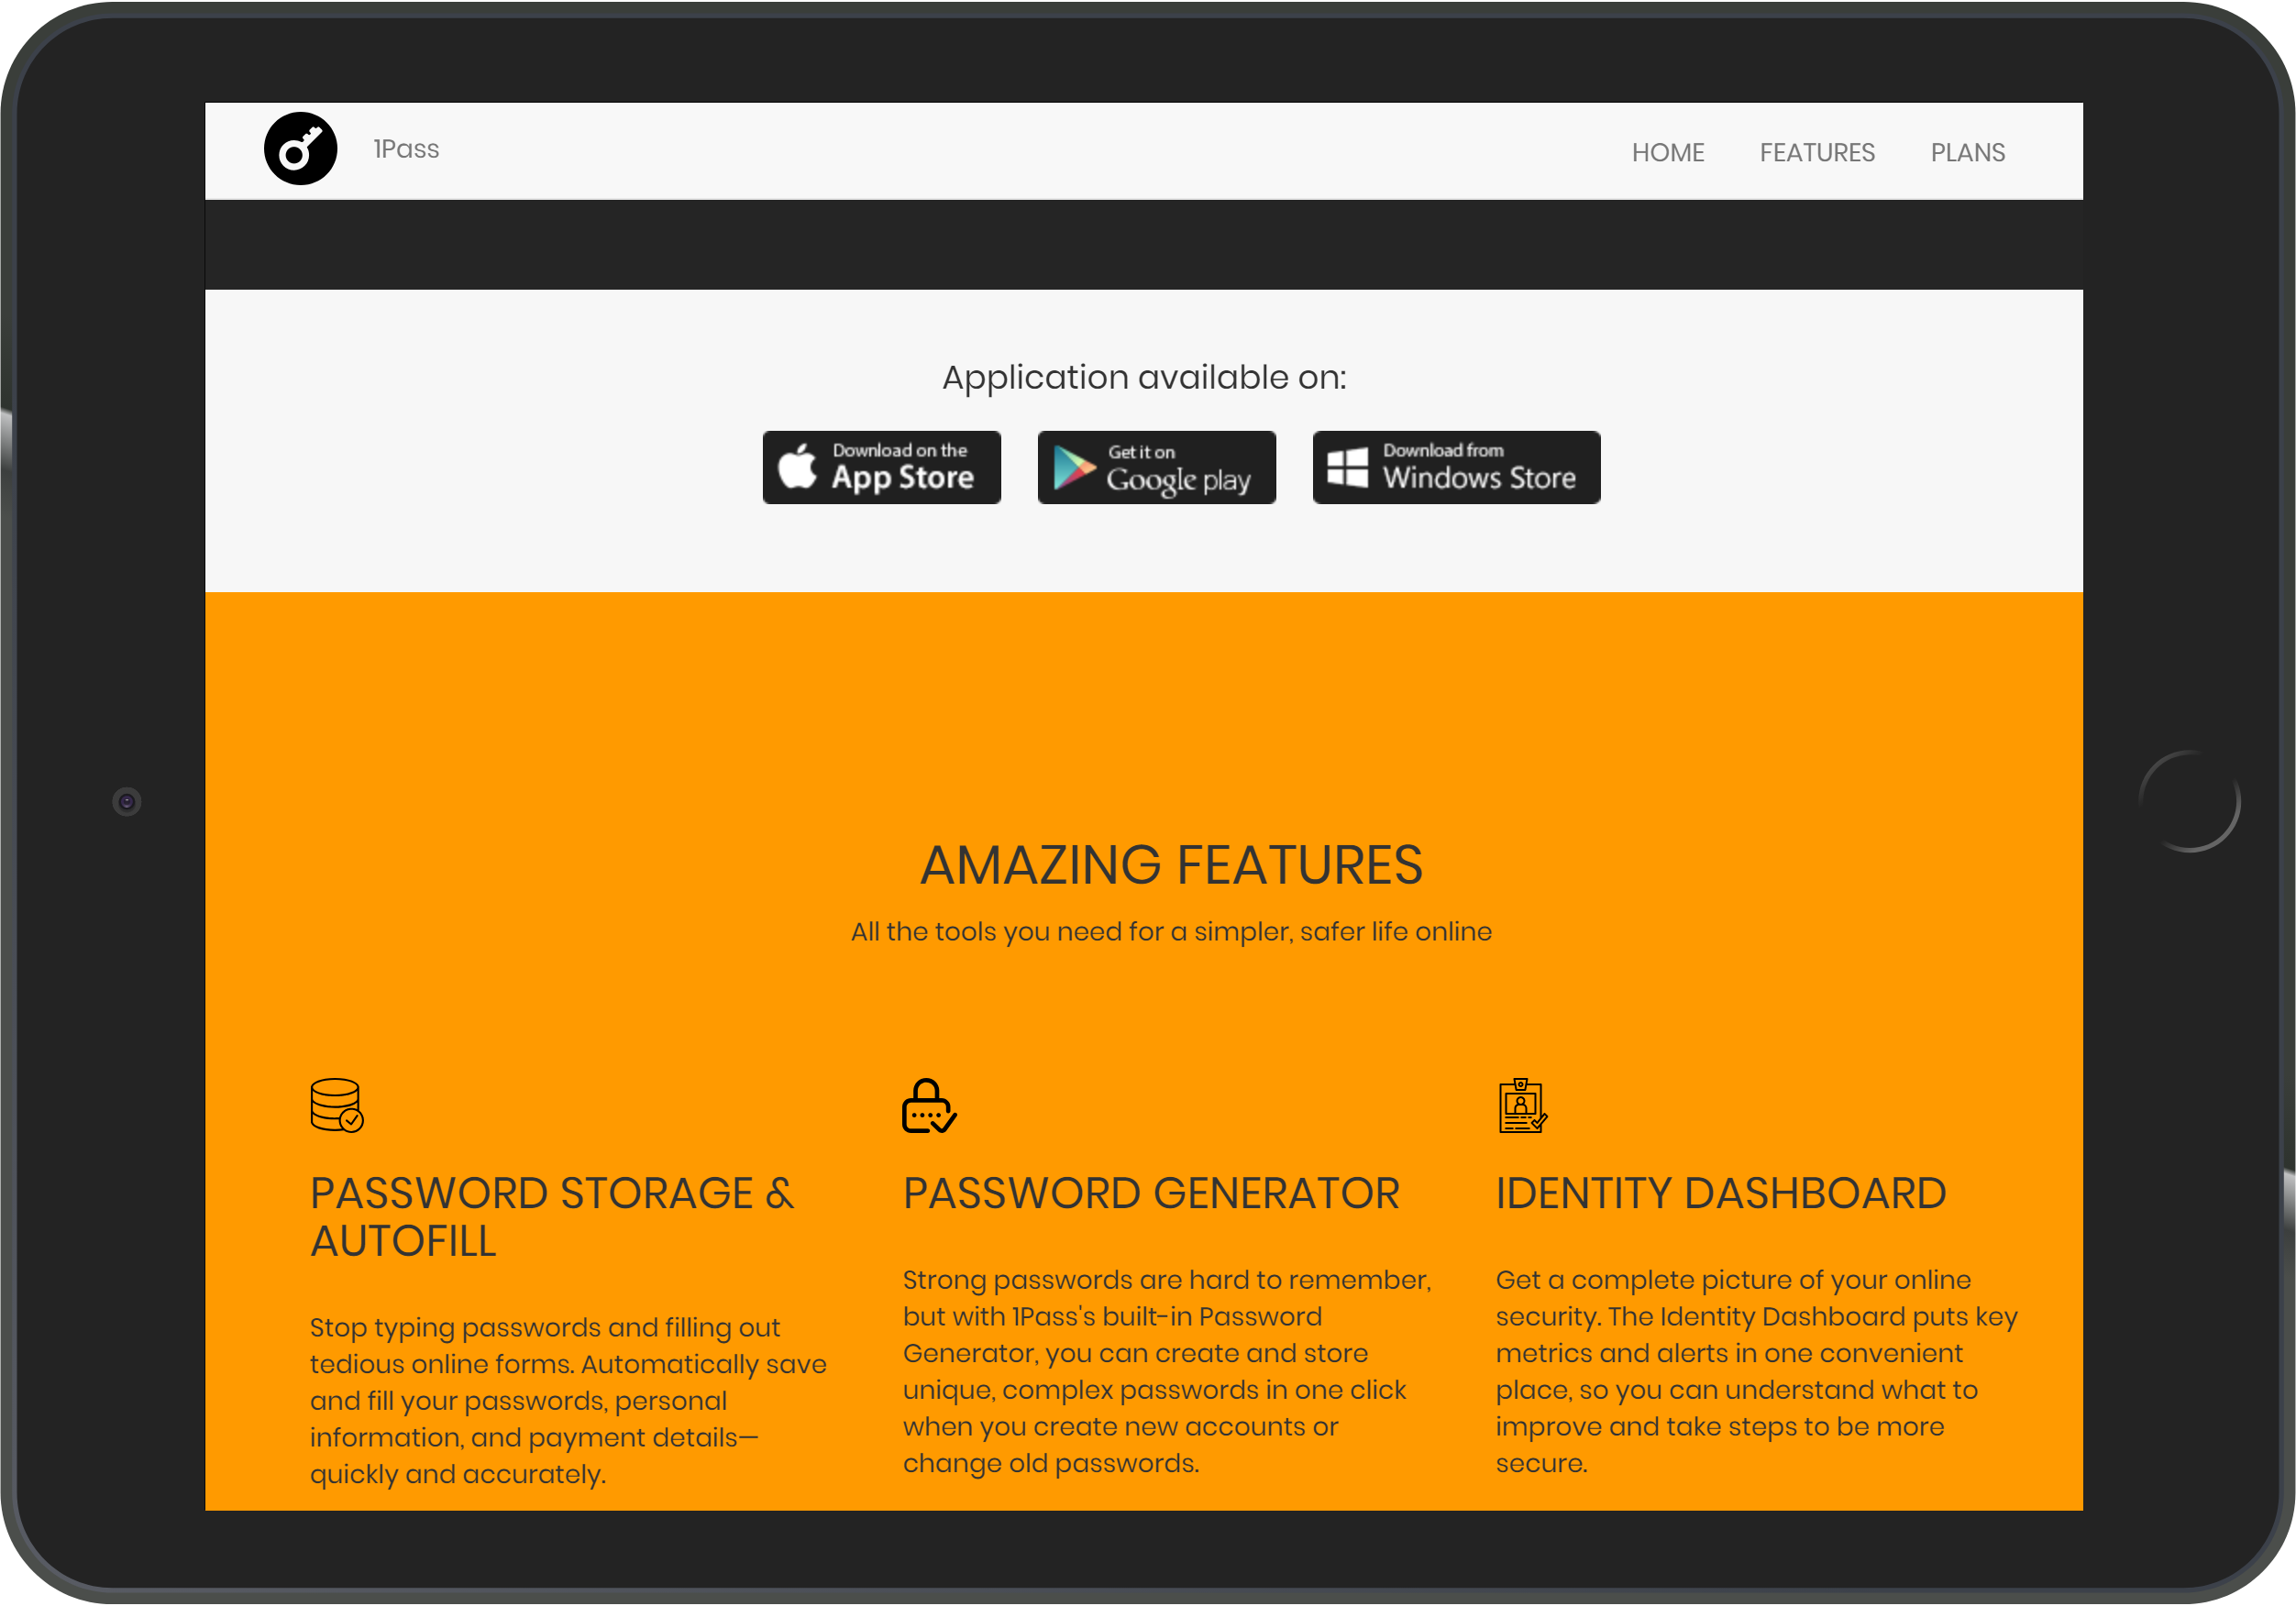 1Pass
HOME FEATURES PLANS
Application available on:
Download on the
App Store
Get it on
Google play
Download from
Windows Store
AMAZING FEATURES
All the tools you need for a simpler, safer life online
PASSWORD STORAGE &
AUTOFILL
Stop typing passwords and filling out
tedious online forms. Automatically save
and fill your passwords, personal
information, and payment details—
quickly and accurately.
PASSWORD GENERATOR
Strong passwords are hard to remember,
but with 1Pass's built-in Password
Generator, you can create and store
unique, complex passwords in one click
when you create new accounts or
change old passwords.
IDENTITY DASHBOARD
Get a complete picture of your online
security. The Identity Dashboard puts key
metrics and alerts in one convenient
place, so you can understand what to
improve and take steps to be more
secure.